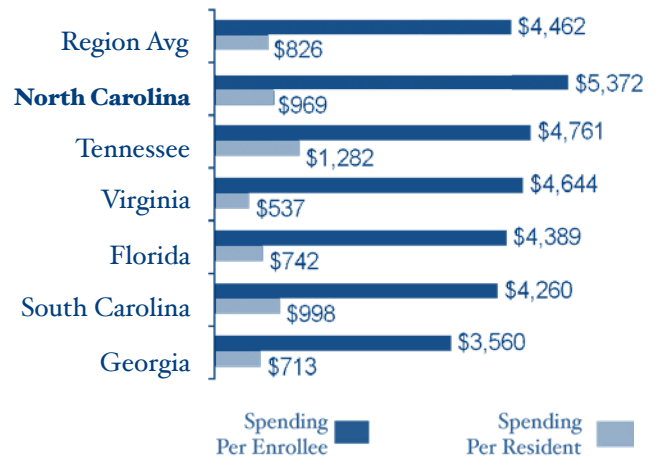 Region Avg
$4,462
$826
North Carolina
$5,372
$969
Tennessee
$4,761
$1,282
Virginia
$4,644
$537
Florida
$4,389
$742
South Carolina
$4,260
$998
Georgia
$3,560
$713
Spending
Per Enrollee
Spending
Per Resident